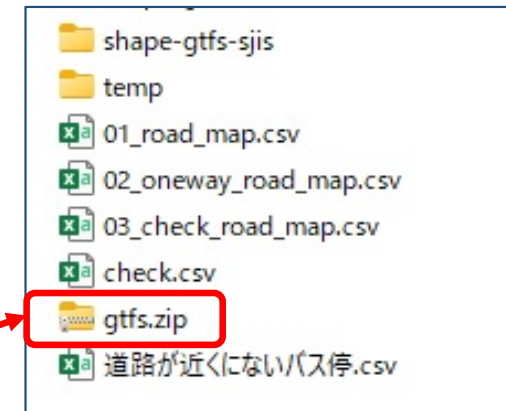 shape-gtfs-sjis
temp
01_road_map.csv
02_oneway_road_map.csv
03_check_road_map.csv
check.csv
gtfs.zip
道路が近くにないバス停.csv